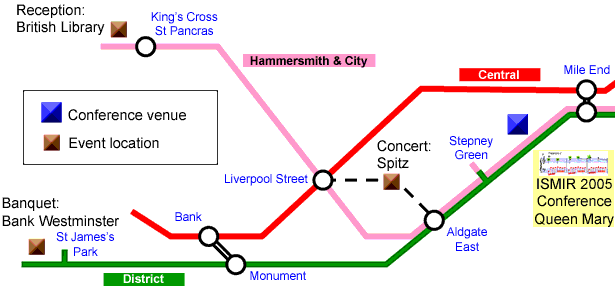 Reception:
British Library
King's Cross
St Pancras
Hammersmith & City
Central
Mile End
Conference venue
Event location
Concert:
Spitz
Stepney
Green
Liverpool Street
ISMIR 2005
Conference
Queen Mary
Banquet:
Bank Westminster
St James's
Park
Bank
Aldgate
East
District
Monument